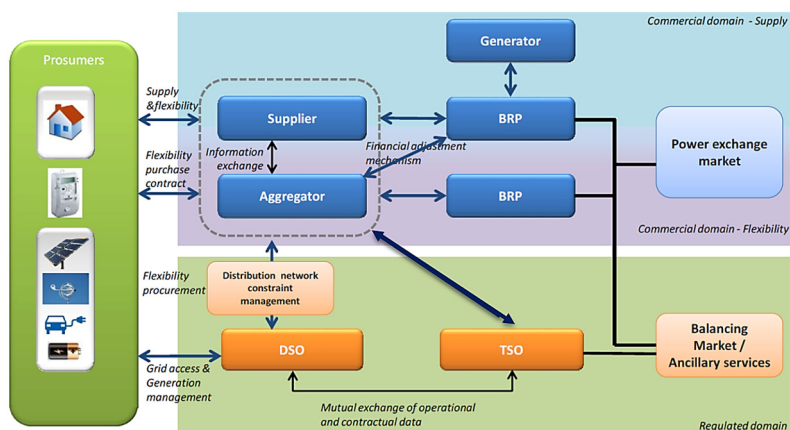 Commercial domain - Supply
Prosumers
Generator
Supply
&flexibility
Supplier
BRP
Power exchange
market
Information
exchange
Financial adjustment
mechanism
Flexibility
purchase
contract
Aggregator
BRP
Commercial domain - Flexibility
Flexibility
procurement
Distribution network
constraint
management
DSO
TSO
Balancing
Market /
Ancillary services
Grid access &
Generation
management
Mutual exchange of operational
and contractual data
Regulated domain